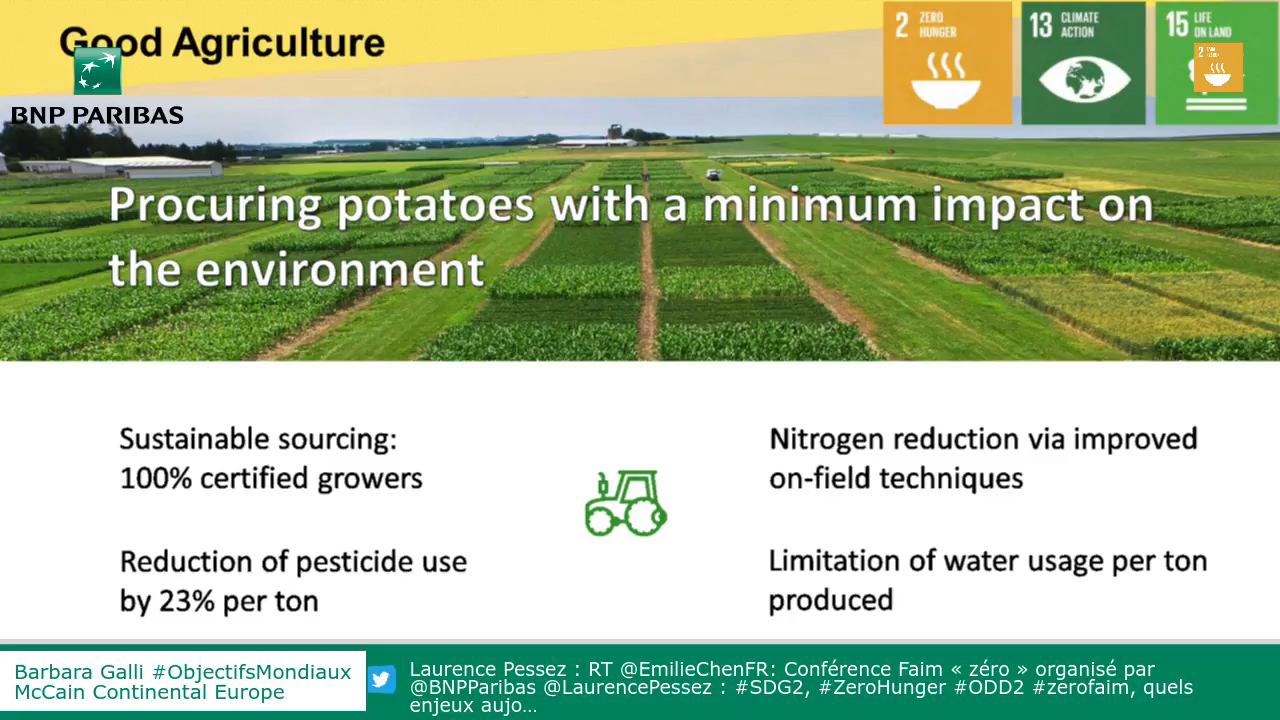 Good Agriculture
2 ZERO
HUNGER
13 CLIMATE
ACTION
15 LIFE
ON LAND
BNP PARIBAS
Procuring potatoes with a minimum impact on
the environment
Sustainable sourcing:
100% certified growers
Nitrogen reduction via improved
on-field techniques
Reduction of pesticide use
by 23% per ton
Limitation of water usage per ton
produced
Barbara Galli #ObjectifsMondiaux
McCain Continental Europe
Laurence Pessez : RT @EmilieChenFR: Conférence Faim « zéro » organisé par
@BNPParibas @LaurencePessez : #SDG2, #ZeroHunger #ODD2 #zerofaim, quels
enjeux aujo...